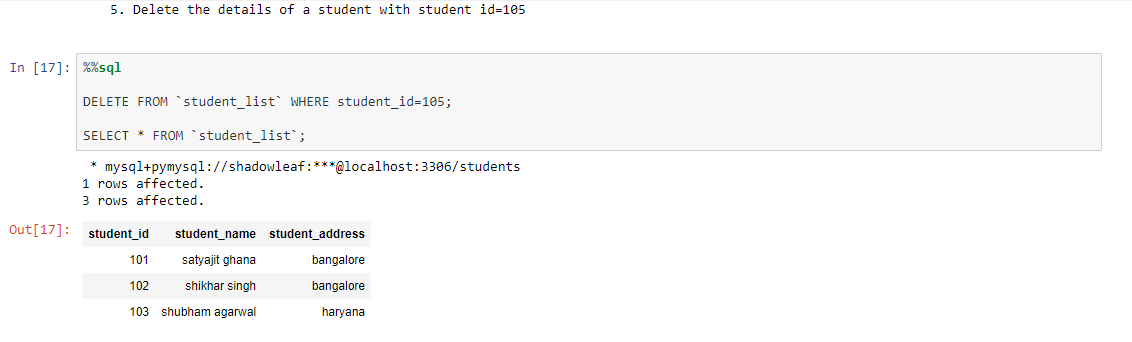 5. Delete the details of a student with student id=105
In [17]: %%sql
DELETE FROM `student_list` WHERE student_id=105;
SELECT * FROM `student_list`;
* mysql+pymysql://shadowleaf:***@localhost:3306/students
1 rows affected.
3 rows affected.
Out[17]: student_id student_name student_address
101 satyajit ghana bangalore
102 shikhar singh bangalore
103 shubham agarwal haryana